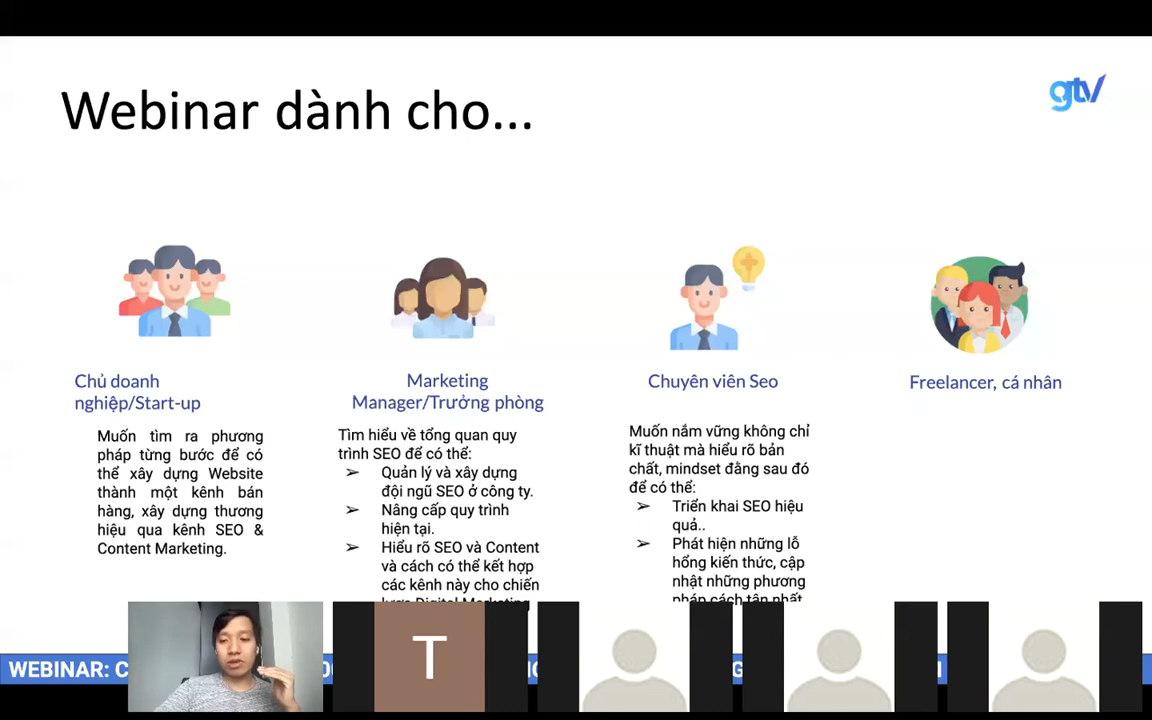 Webinar dành cho...
gtv
Chủ doanh
nghiệp/Start-up
Muốn tìm ra phương
pháp từng bước để có
thể xây dựng Website
thành một kênh bán
hàng, xây dựng thương
hiệu qua kênh SEO &
Content Marketing.
Marketing
Manager/Trưởng phòng
Tìm hiểu về tổng quan quy
trình SEO để có thể:
➢ Quản lý và xây dựng
đội ngũ SEO ở công ty.
➢ Nâng cấp quy trình
hiện tại.
➢ Hiểu rõ SEO và Content
và cách có thể kết hợp
các kênh này cho chiến
lược Digital Marketing
Chuyên viên Seo
Muốn nắm vững không chỉ
kĩ thuật mà hiểu rõ bản
chất, mindset đằng sau đó
để có thể:
➢ Triển khai SEO hiệu
quả..
➢ Phát hiện những lỗ
hổng kiến thức, cập
nhật những phương
pháp cách tân nhất
Freelancer, cá nhân
T
WEBINAR: C